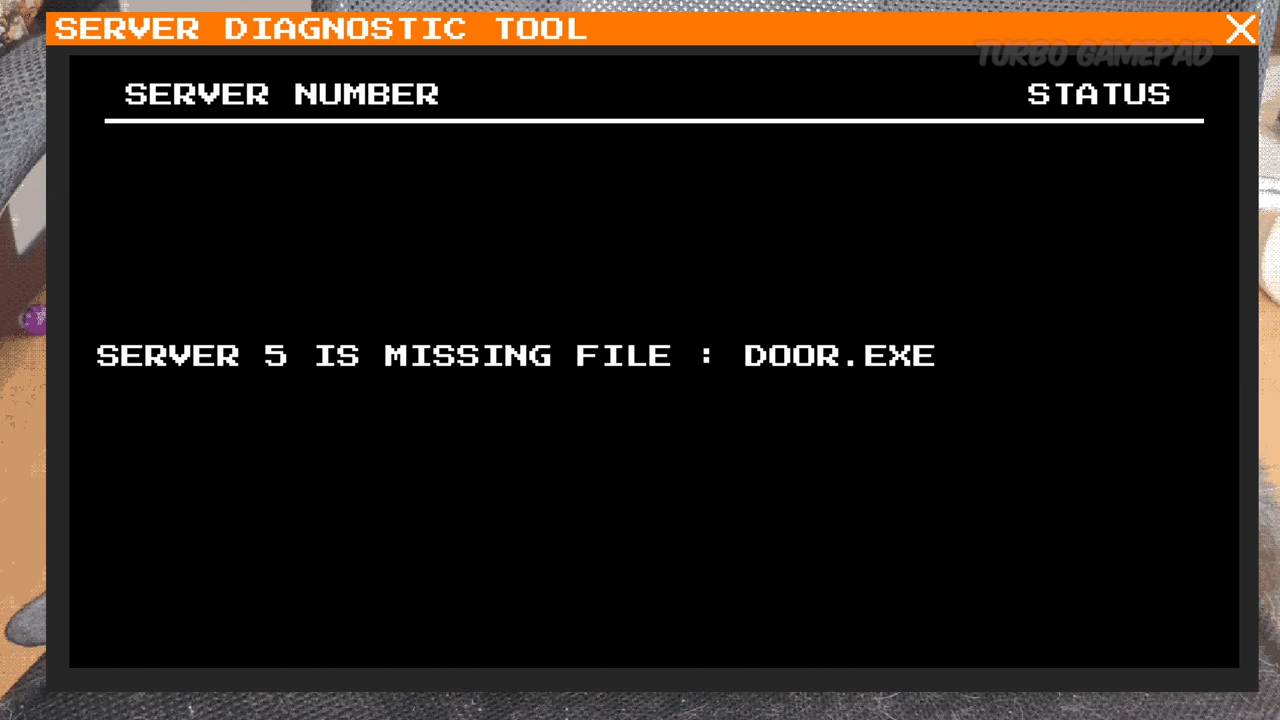 SERVER DIAGNOSTIC TOOL
TURBO GAMEPAD
SERVER NUMBER STATUS
SERVER 5 IS MISSING FILE : DOOR.EXE